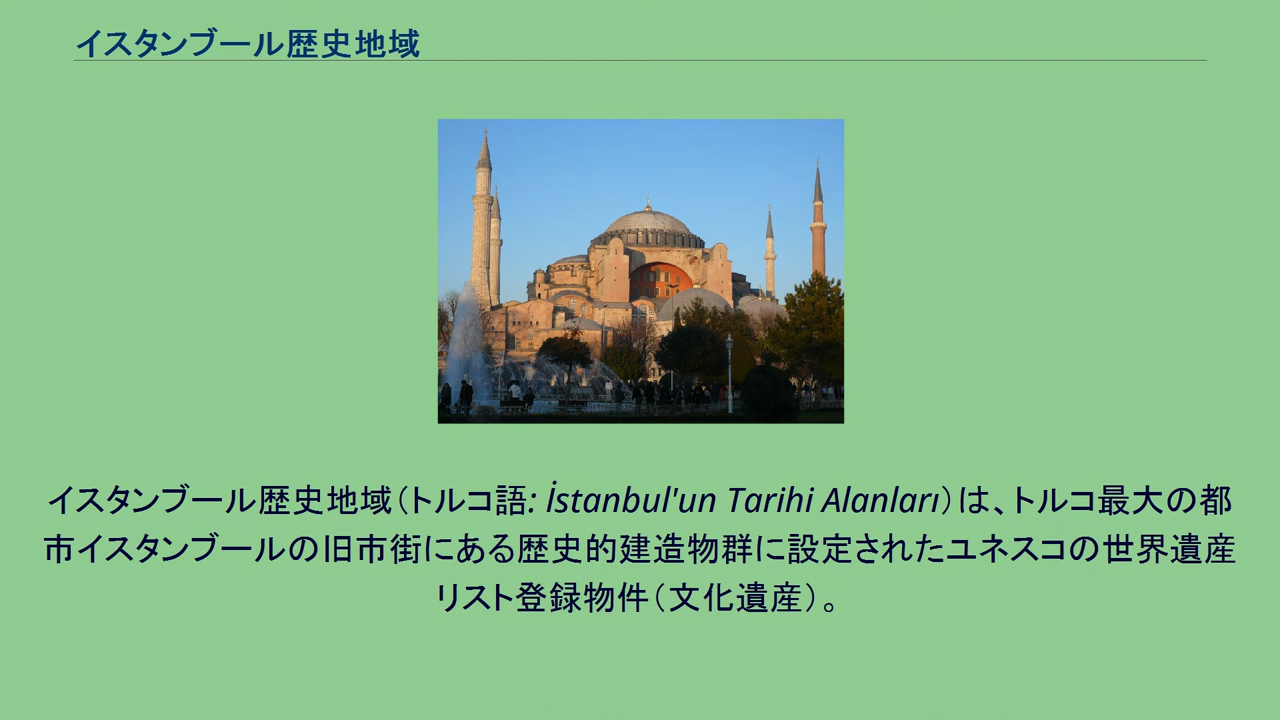 イスタンブール歴史地域
イスタンブール歴史地域（トルコ語: İstanbul'un Tarihi Alanları）は、トルコ最大の都
市イスタンブールの旧市街にある歴史的建造物群に設定されたユネスコの世界遺産
リスト登録物件（文化遺産）。